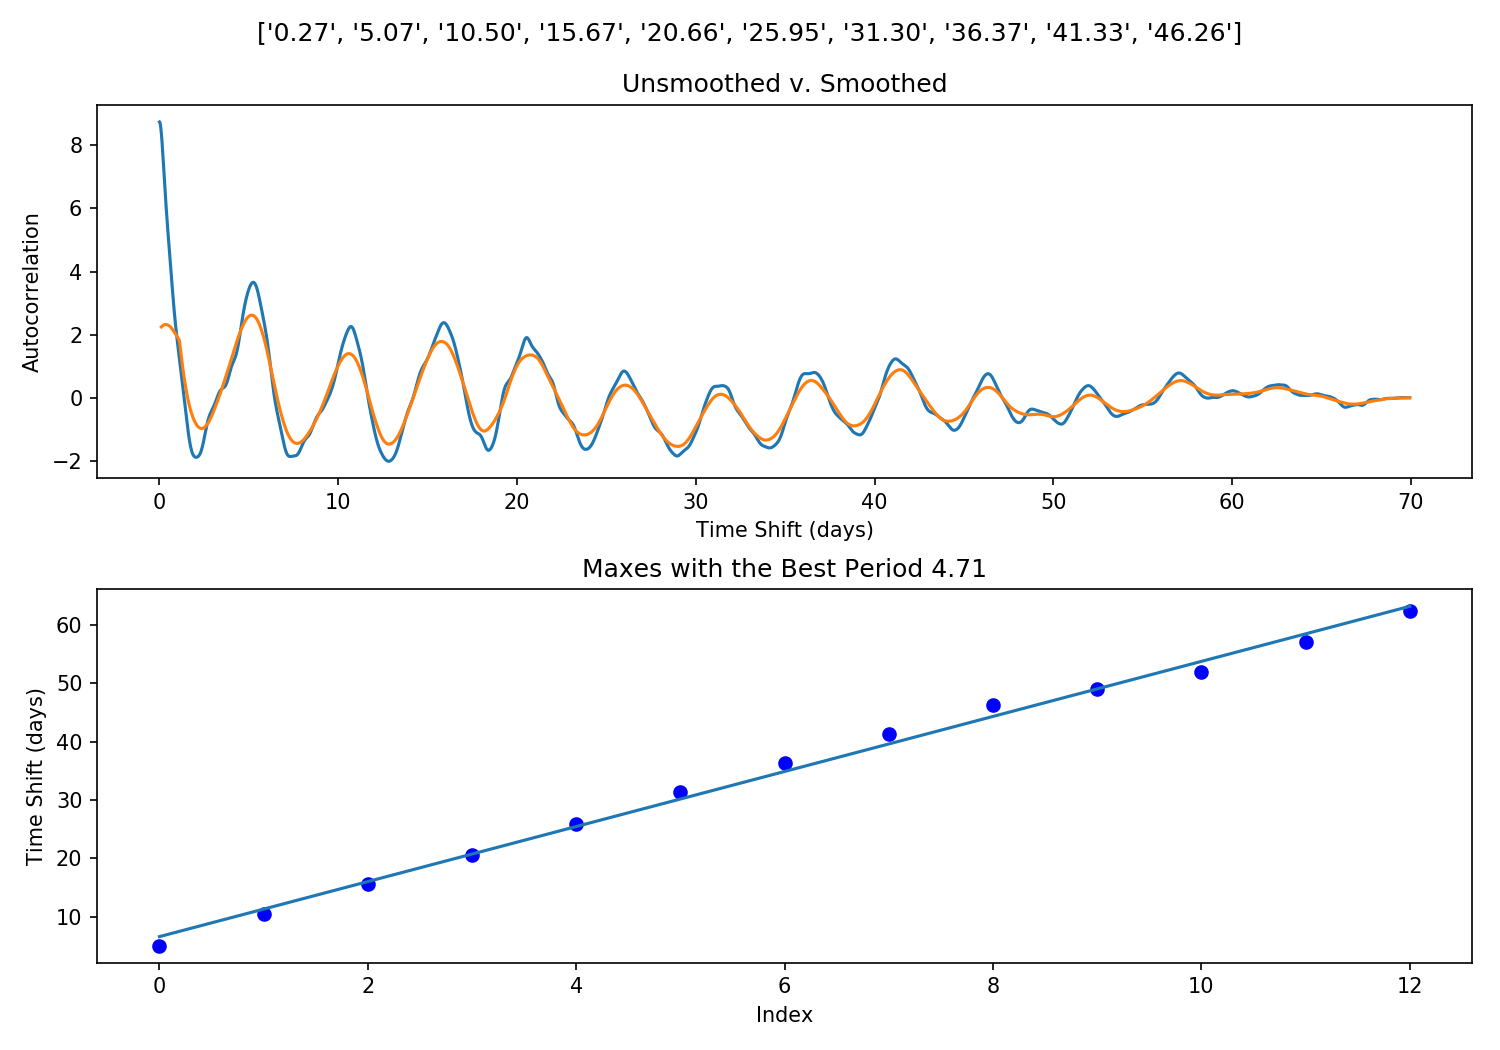 ['0.27', '5.07', '10.50', '15.67', '20.66', '25.95', '31.30', '36.37', '41.33', '46.26']
Unsmoothed v. Smoothed
Autocorrelation
8
6
4
2
0
−2
0 10 20 30 40 50 60 70
Time Shift (days)
Maxes with the Best Period 4.71
Time Shift (days)
60
50
40
30
20
10
0 2 4 6 8 10 12
Index